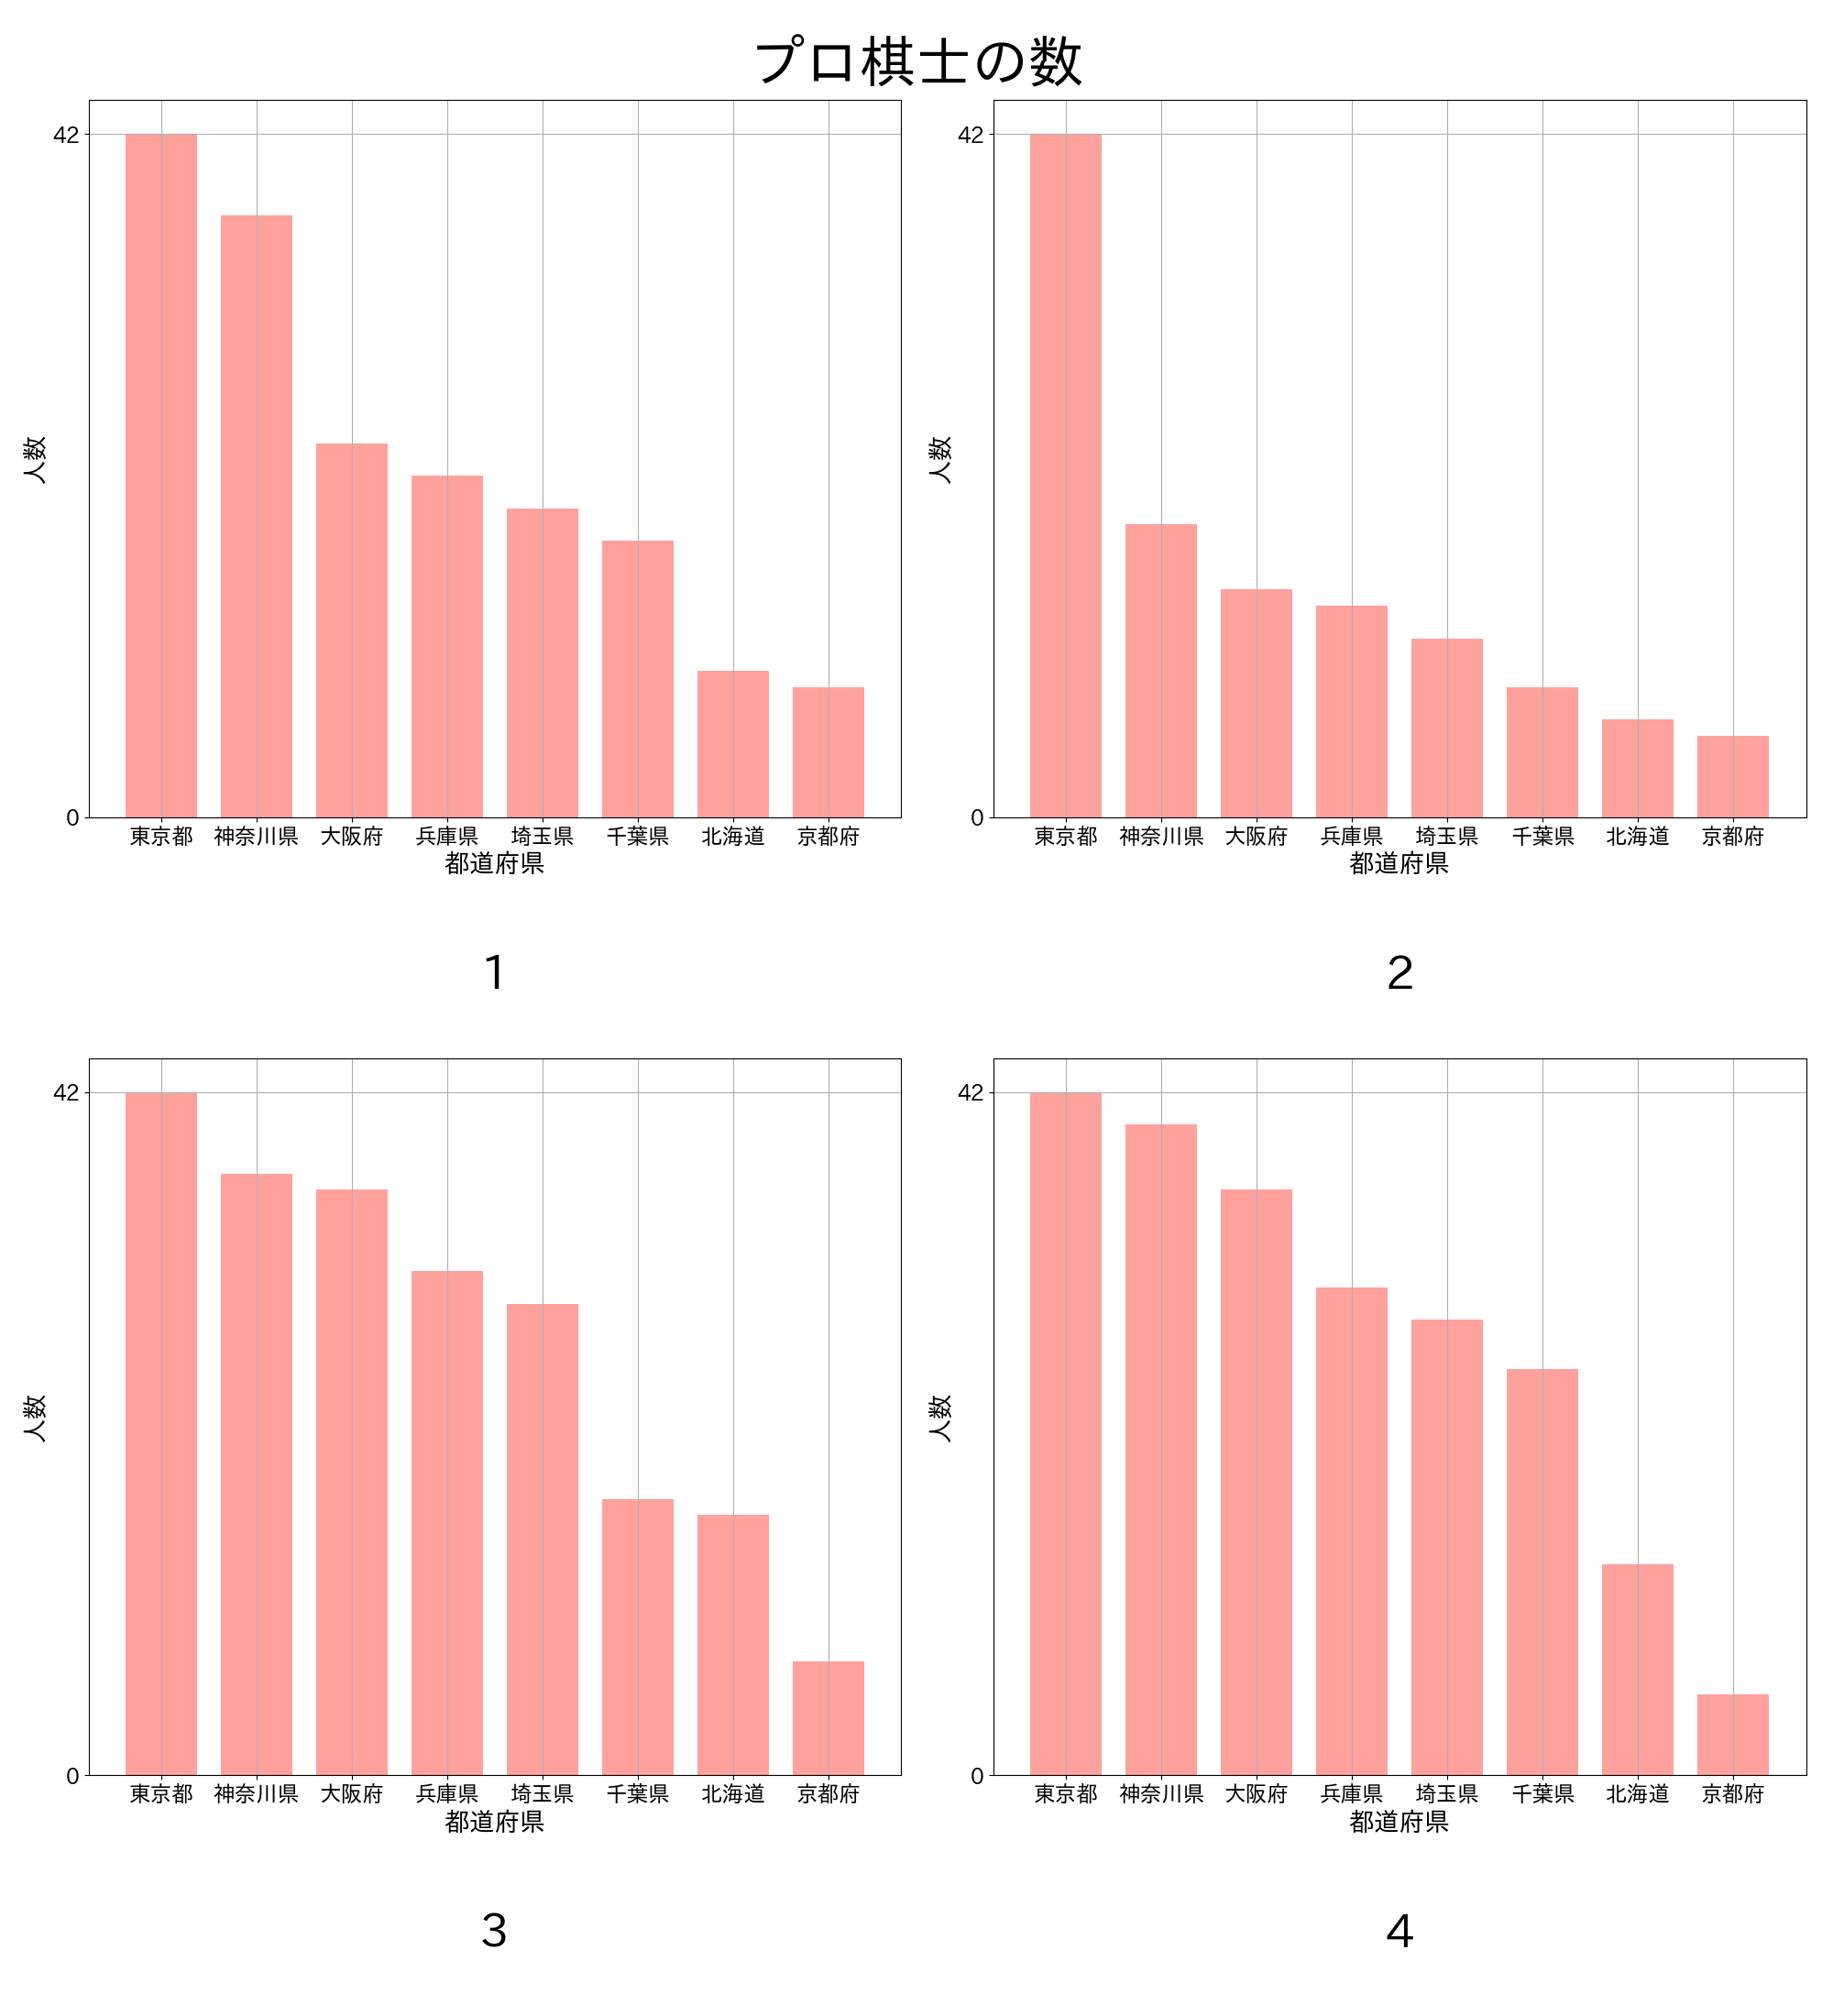 プロ棋士の数
42
0
人数
東京都 神奈川県 大阪府 兵庫県 埼玉県 千葉県 北海道 京都府
都道府県
1
42
0
人数
東京都 神奈川県 大阪府 兵庫県 埼玉県 千葉県 北海道 京都府
都道府県
2
42
0
人数
東京都 神奈川県 大阪府 兵庫県 埼玉県 千葉県 北海道 京都府
都道府県
3
42
0
人数
東京都 神奈川県 大阪府 兵庫県 埼玉県 千葉県 北海道 京都府
都道府県
4